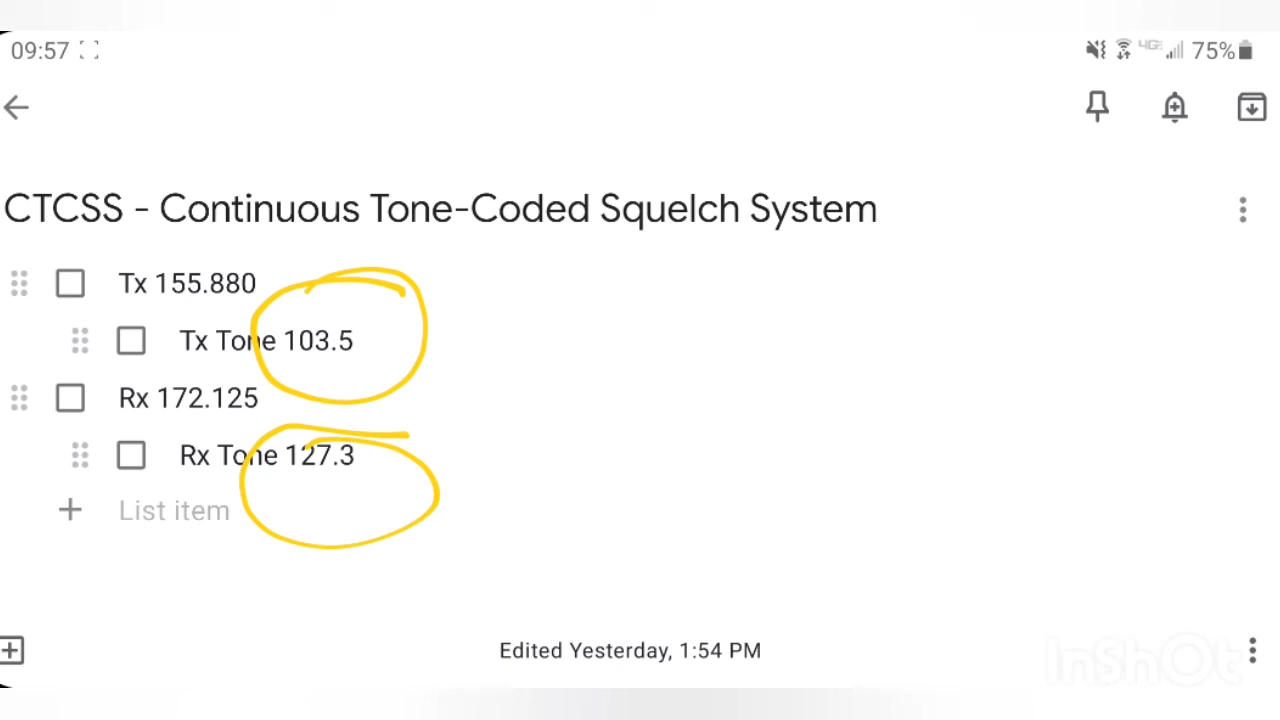 09:57
4G 75%
CTCSS - Continuous Tone-Coded Squelch System
Tx 155.880
Tx Tone 103.5
Rx 172.125
Rx Tone 127.3
List item
Edited Yesterday, 1:54 PM
InShOt